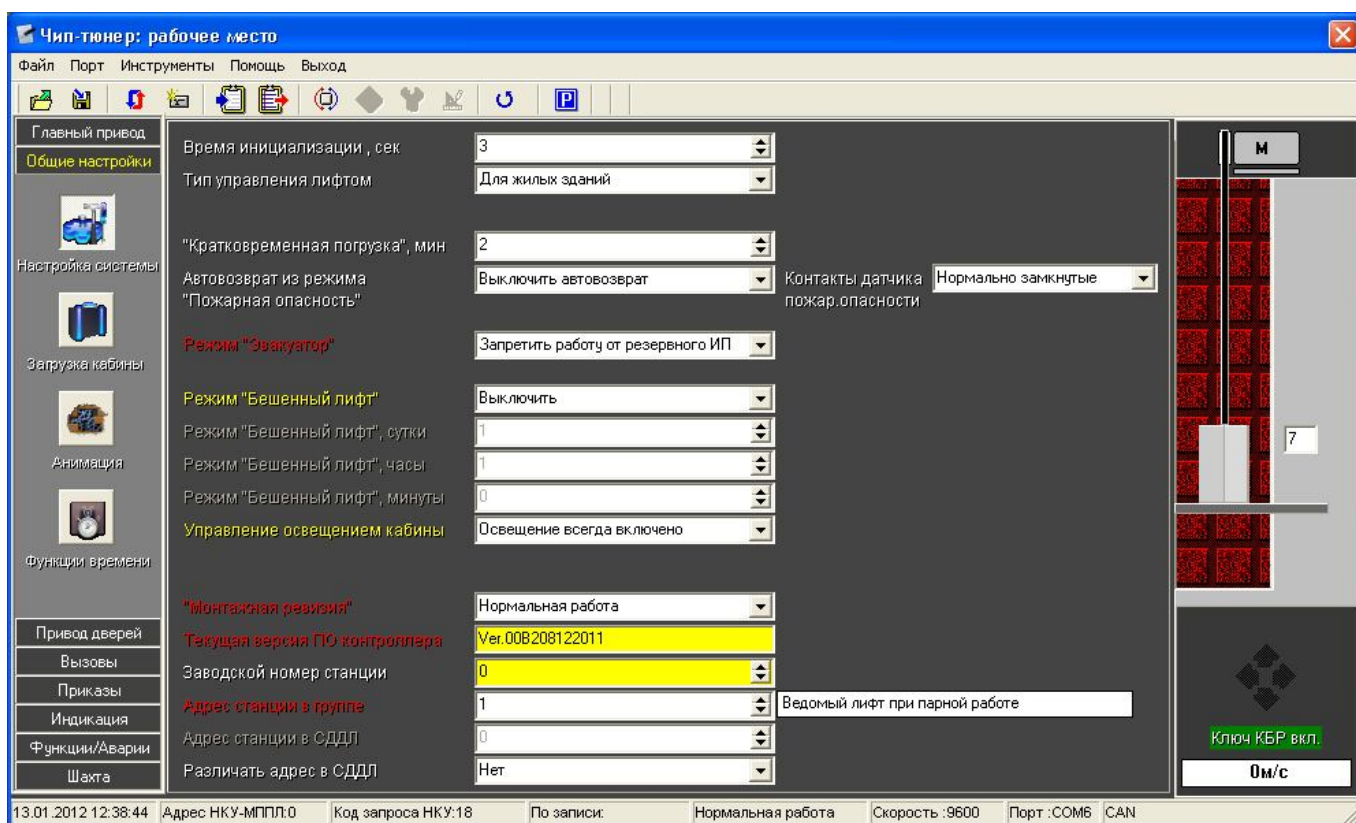 Чип-тюнер: рабочее место
Файл Порт Инструменты Помощь Выход
Главный привод
Общие настройки
Настройка системы
Загрузка кабины
Анимация
Функции времени
Привод дверей
Вызовы
Приказы
Индикация
Функции/Аварии
Шахта
Время инициализации , сек 3
Тип управления лифтом Для жилых зданий
"Кратковременная погрузка", мин 2
Автовозврат из режима
"Пожарная опасность" Выключить автовозврат
Контакты датчика
пожар.опасности Нормально замкнутые
Режим "Эвакуатор" Запретить работу от резервного ИП
Режим "Бешенный лифт" Выключить
Режим "Бешенный лифт", сутки 1
Режим "Бешенный лифт", часы 1
Режим "Бешенный лифт", минуты 0
Управление освещением кабины Освещение всегда включено
"Монтажная ревизия" Нормальная работа
Текущая версия ПО контроллера Ver.00B208122011
Заводской номер станции 0
Адрес станции в группе 1 Ведомый лифт при парной работе
Адрес станции в СДДЛ 0
Различать адрес в СДДЛ Нет
P
М
7
Ключ КБР вкл.
0м/с
13.01.2012 12:38:44 Адрес НКУ-МППЛ:0 Код запроса НКУ:18 По записи: Нормальная работа Скорость :9600 Порт :COM6 CAN